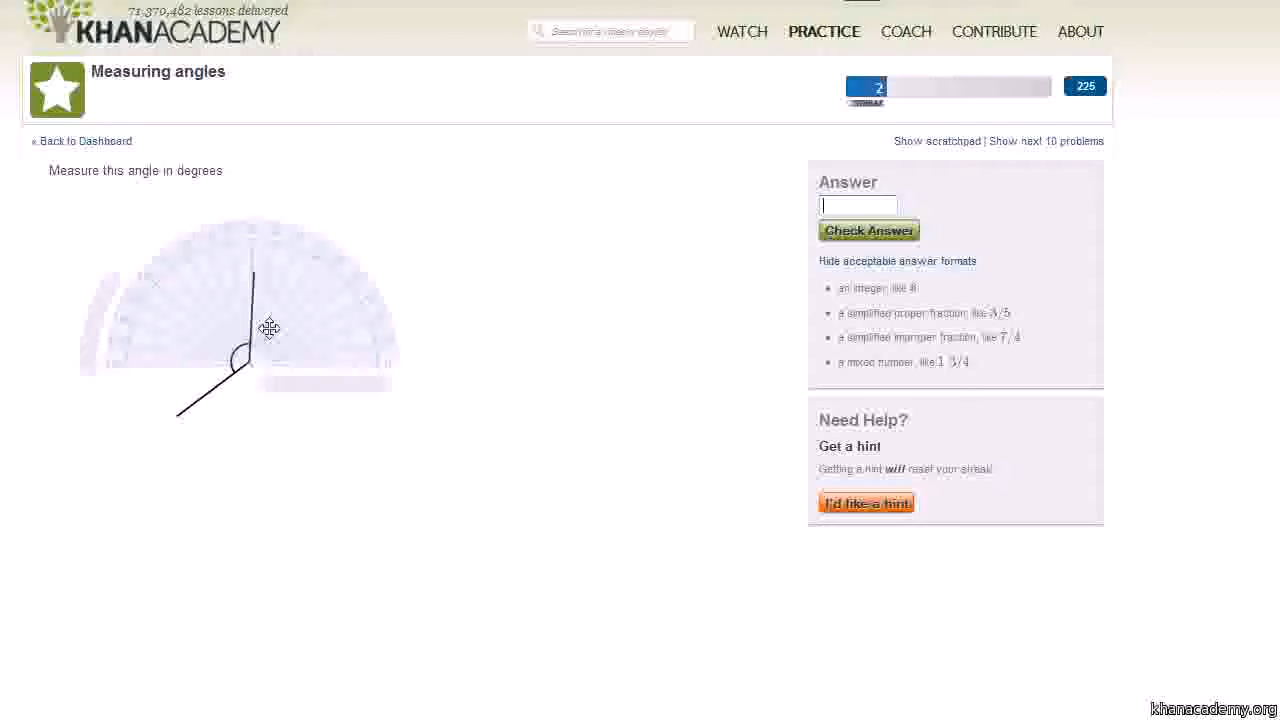 71,370,482 lessons delivered
KHANACADEMY
WATCH PRACTICE COACH CONTRIBUTE ABOUT
Measuring angles
2
225
« Back to Dashboard
Show scratchpad | Show next 10 problems
Measure this angle in degrees
Answer
Check Answer
Hide acceptable answer formats
an integer, like 6
a simplified proper fraction, like 3/5
a simplified improper fraction, like 7/4
a mixed number, like 1 3/4
Need Help?
Get a hint
Getting a hint will reset your streak!
I'd like a hint
khanacademy.org